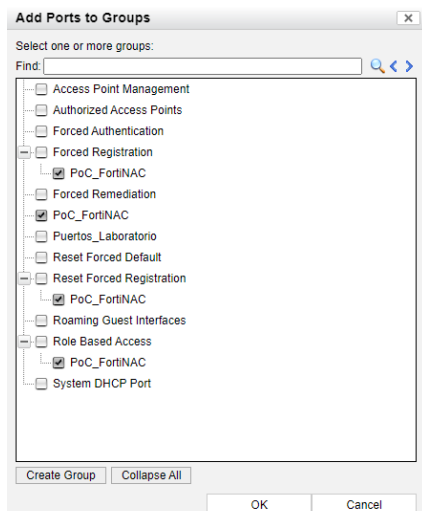 Add Ports to Groups
Select one or more groups:
Find:
Access Point Management
Authorized Access Points
Forced Authentication
Forced Registration
PoC_FortiNAC
Forced Remediation
PoC_FortiNAC
Puertos_Laboratorio
Reset Forced Default
Reset Forced Registration
PoC_FortiNAC
Roaming Guest Interfaces
Role Based Access
PoC_FortiNAC
System DHCP Port
Create Group Collapse All
OK Cancel